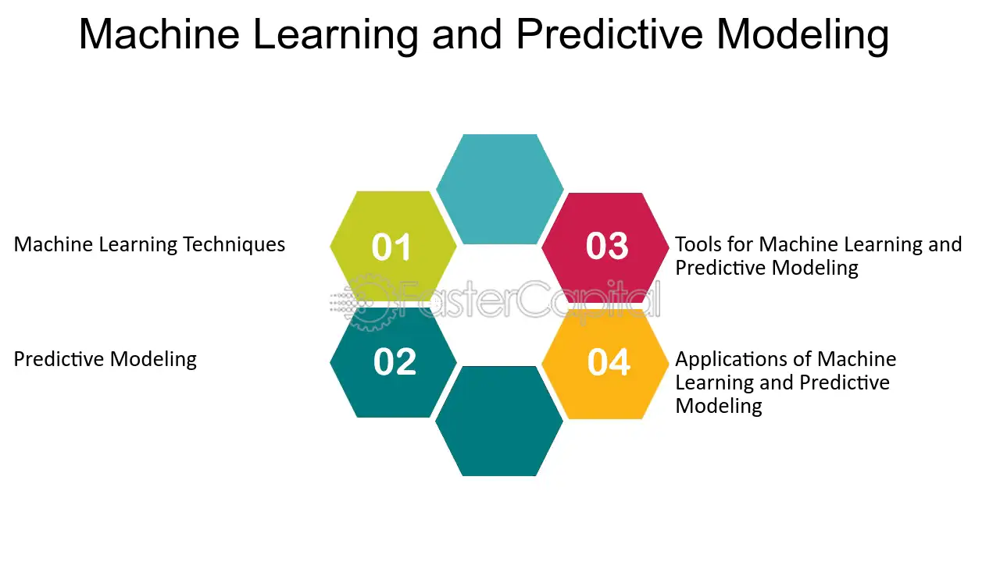 Machine Learning and Predictive Modeling
01
Machine Learning Techniques
02
Predictive Modeling
03
Tools for Machine Learning and
Predictive Modeling
04
Applications of Machine
Learning and Predictive
Modeling
FasterCapital